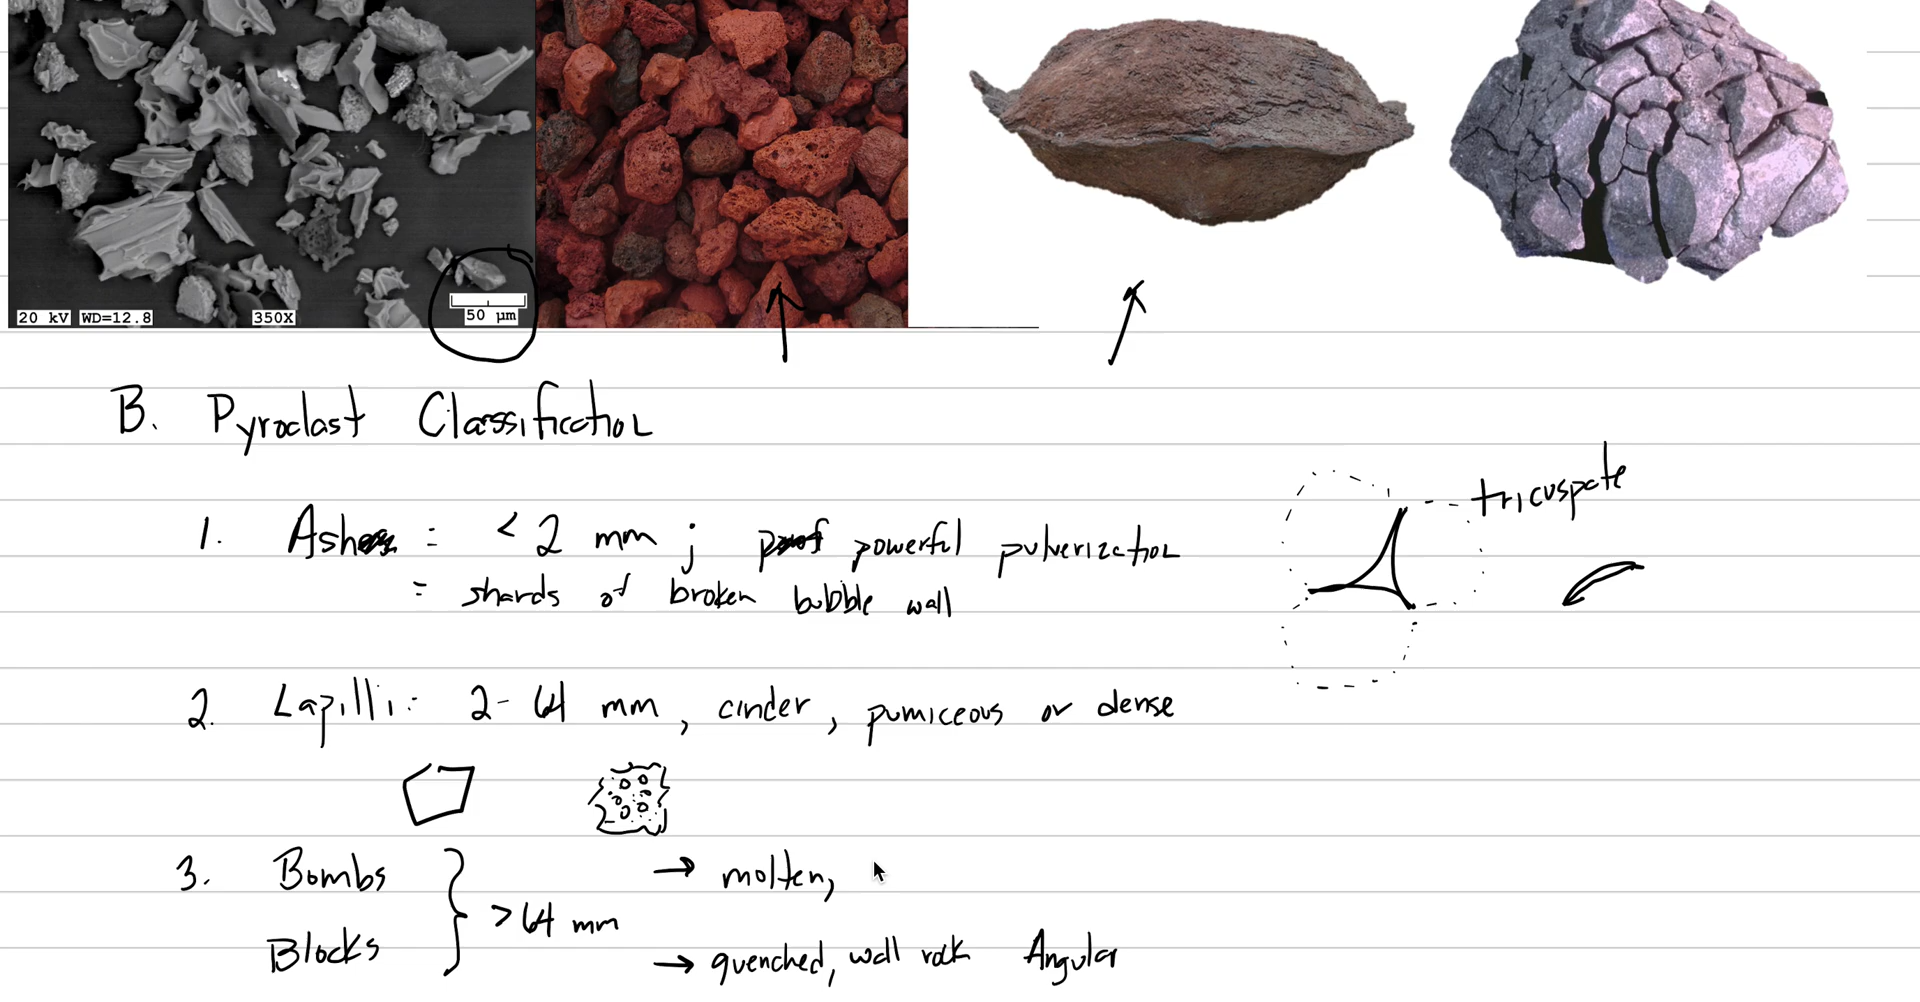 20 kV WD=12.8 350X 50 µm
B. Pyroclast Classification
tricuspate
1. Ash = < 2 mm ; powerful pulverization
= shards of broken bubble wall
2. Lapilli : 2 - 64 mm, cinder, pumiceous or dense
3. Bombs → molten,
> 64 mm
Blocks → quenched, wall rock Angular